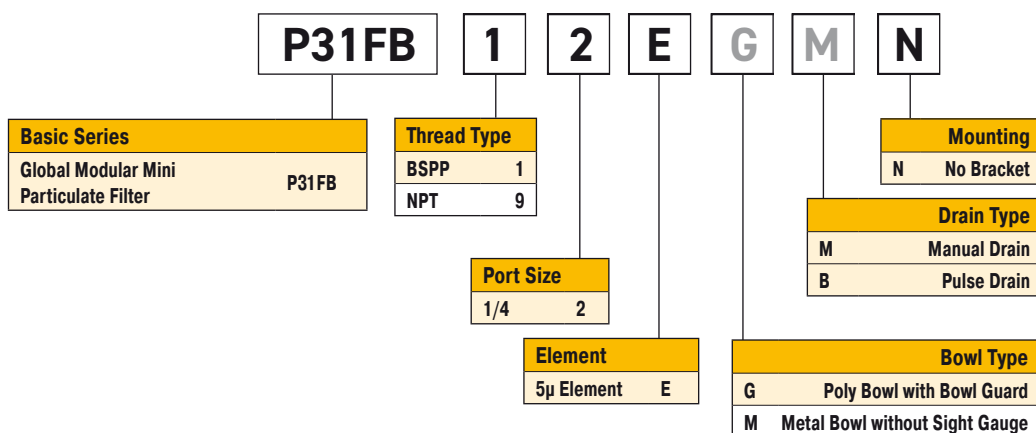 P31FB 1 2 E G M N
Basic Series
Global Modular Mini
Particulate Filter P31FB
Thread Type
BSPP 1
NPT 9
Mounting
N No Bracket
Drain Type
M Manual Drain
B Pulse Drain
Port Size
1/4 2
Element
5µ Element E
Bowl Type
G Poly Bowl with Bowl Guard
M Metal Bowl without Sight Gauge